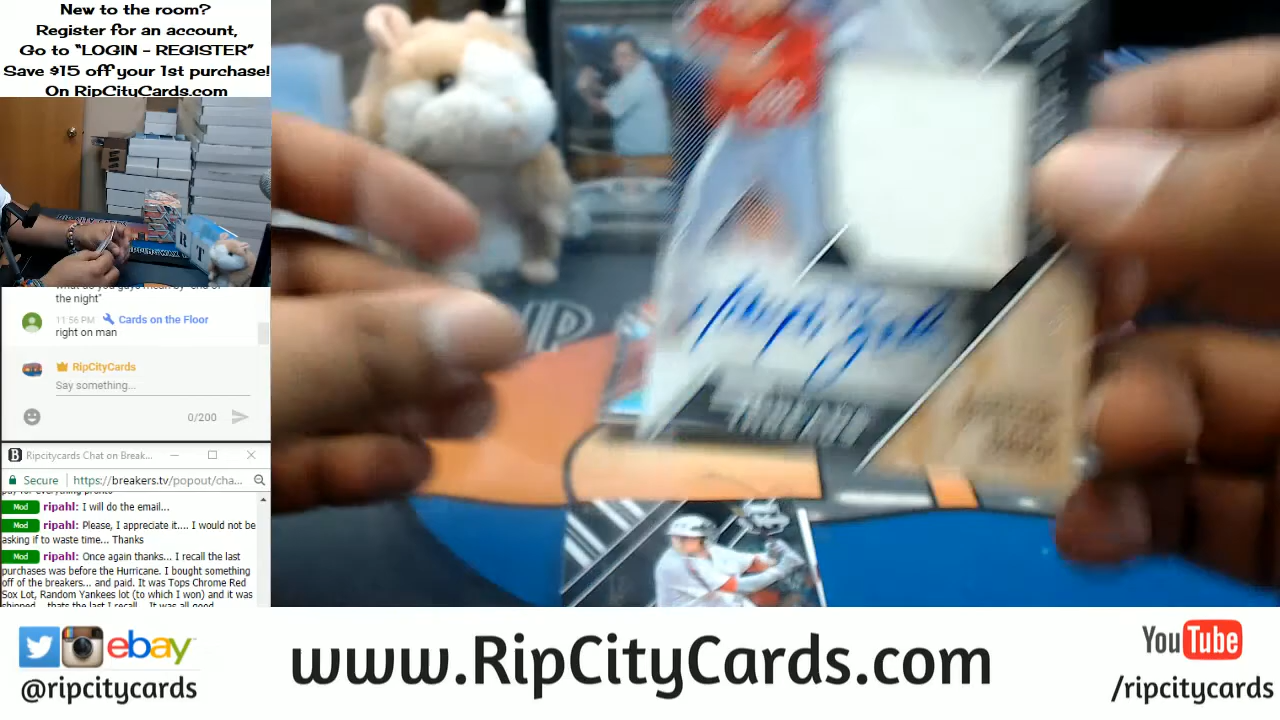 New to the room?
Register for an account,
Go to “LOGIN - REGISTER”
Save $15 off your 1st purchase!
On RipCityCards.com
the night"
11:56 PM Cards on the Floor
right on man
RipCityCards
Say something...
0/200
Ripcitycards Chat on Break...
Secure https://breakers.tv/popout/cha...
Mod ripahl: I will do the email...
Mod ripahl: Please, I appreciate it.... I would not be
asking if to waste time... Thanks
Mod ripahl: Once again thanks... I recall the last
purchases was before the Hurricane. I bought something
off of the breakers... and paid. It was Tops Chrome Red
Sox Lot, Random Yankees lot (to which I won) and it was
R T
ebay
@ripcitycards
www.RipCityCards.com
YouTube
/ripcitycards